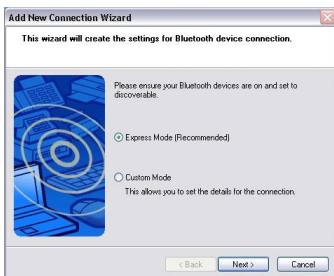 Add New Connection Wizard
This wizard will create the settings for Bluetooth device connection.
Please ensure your Bluetooth devices are on and set to
discoverable.
Express Mode (Recommended)
Custom Mode
This allows you to set the details for the connection.
< Back
Next >
Cancel